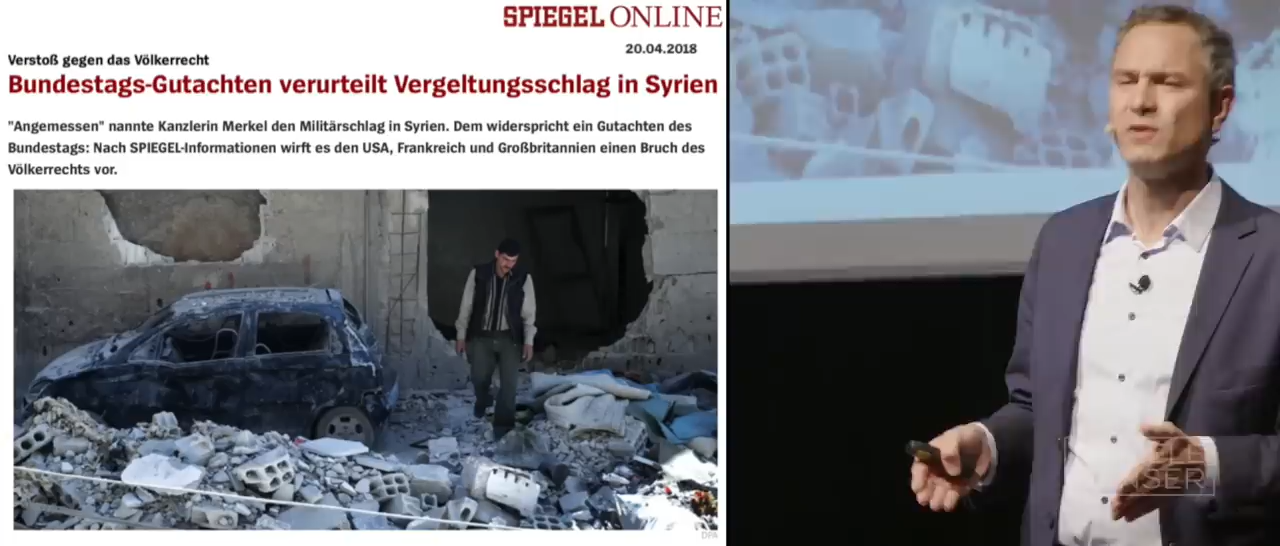 SPIEGEL ONLINE
20.04.2018
Verstoß gegen das Völkerrecht
Bundestags-Gutachten verurteilt Vergeltungsschlag in Syrien
"Angemessen" nannte Kanzlerin Merkel den Militärschlag in Syrien. Dem widerspricht ein Gutachten des
Bundestags: Nach SPIEGEL-Informationen wirft es den USA, Frankreich und Großbritannien einen Bruch des
Völkerrechts vor.
DPA